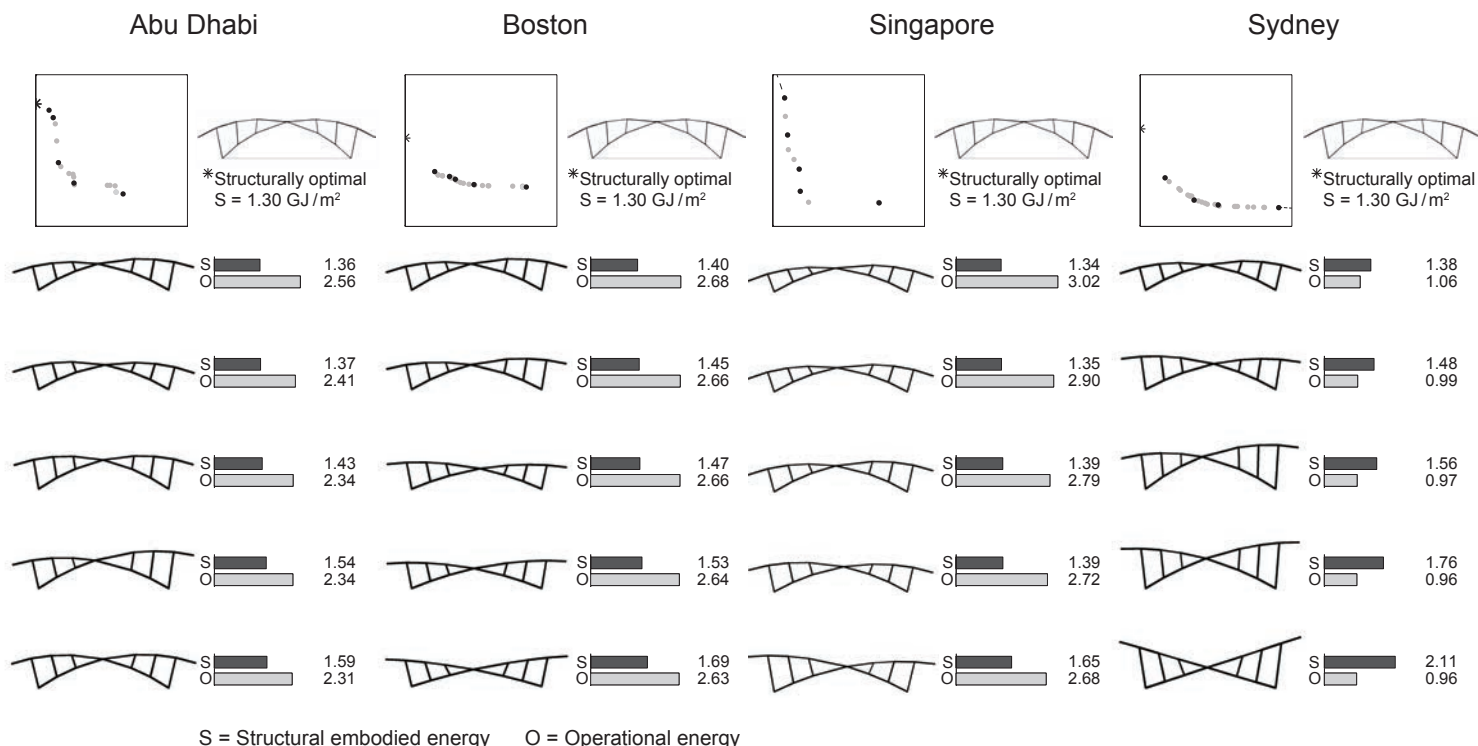 Abu Dhabi Boston Singapore Sydney
*Structurally optimal *Structurally optimal *Structurally optimal *Structurally optimal
S = 1.30 GJ/m² S = 1.30 GJ/m² S = 1.30 GJ/m² S = 1.30 GJ/m²
S 1.36 S 1.40 S 1.34 S 1.38
O 2.56 O 2.68 O 3.02 O 1.06
S 1.37 S 1.45 S 1.35 S 1.48
O 2.41 O 2.66 O 2.90 O 0.99
S 1.43 S 1.47 S 1.39 S 1.56
O 2.34 O 2.66 O 2.79 O 0.97
S 1.54 S 1.53 S 1.39 S 1.76
O 2.34 O 2.64 O 2.72 O 0.96
S 1.59 S 1.69 S 1.65 S 2.11
O 2.31 O 2.63 O 2.68 O 0.96
S = Structural embodied energy O = Operational energy